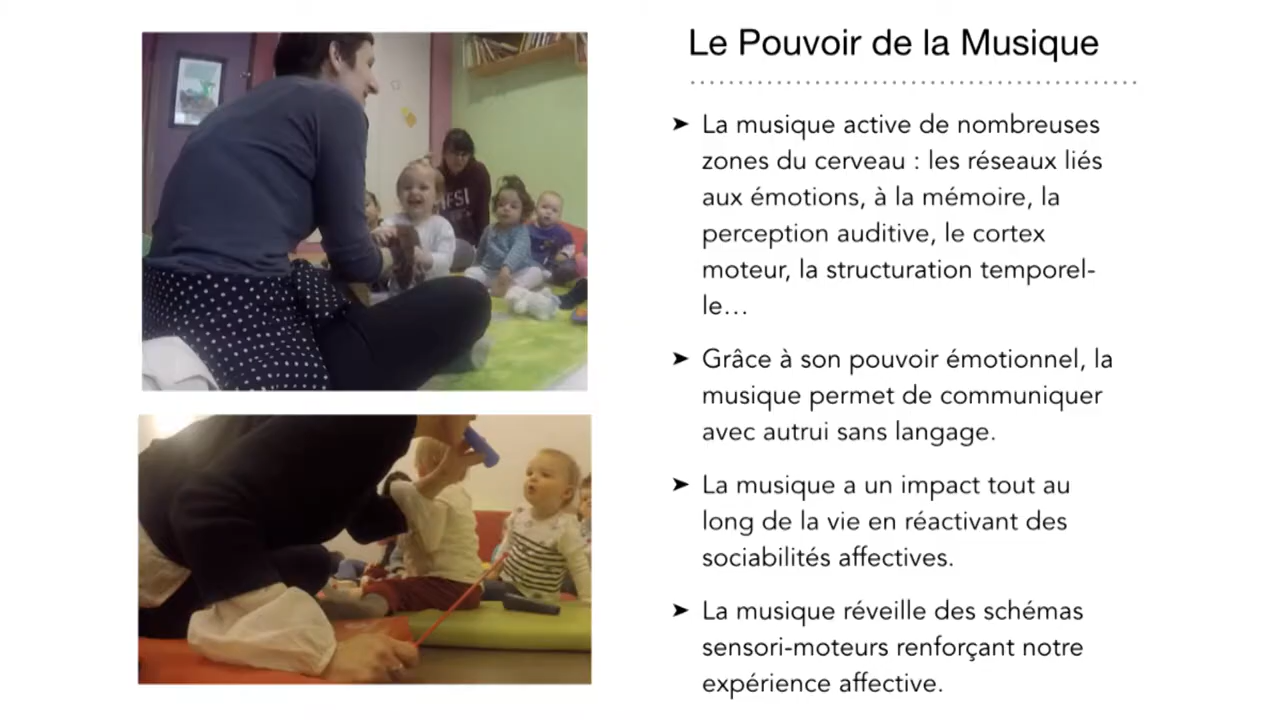 Le Pouvoir de la Musique
➤ La musique active de nombreuses
zones du cerveau : les réseaux liés
aux émotions, à la mémoire, la
perception auditive, le cortex
moteur, la structuration temporel-
le…
➤ Grâce à son pouvoir émotionnel, la
musique permet de communiquer
avec autrui sans langage.
➤ La musique a un impact tout au
long de la vie en réactivant des
sociabilités affectives.
➤ La musique réveille des schémas
sensori-moteurs renforçant notre
expérience affective.